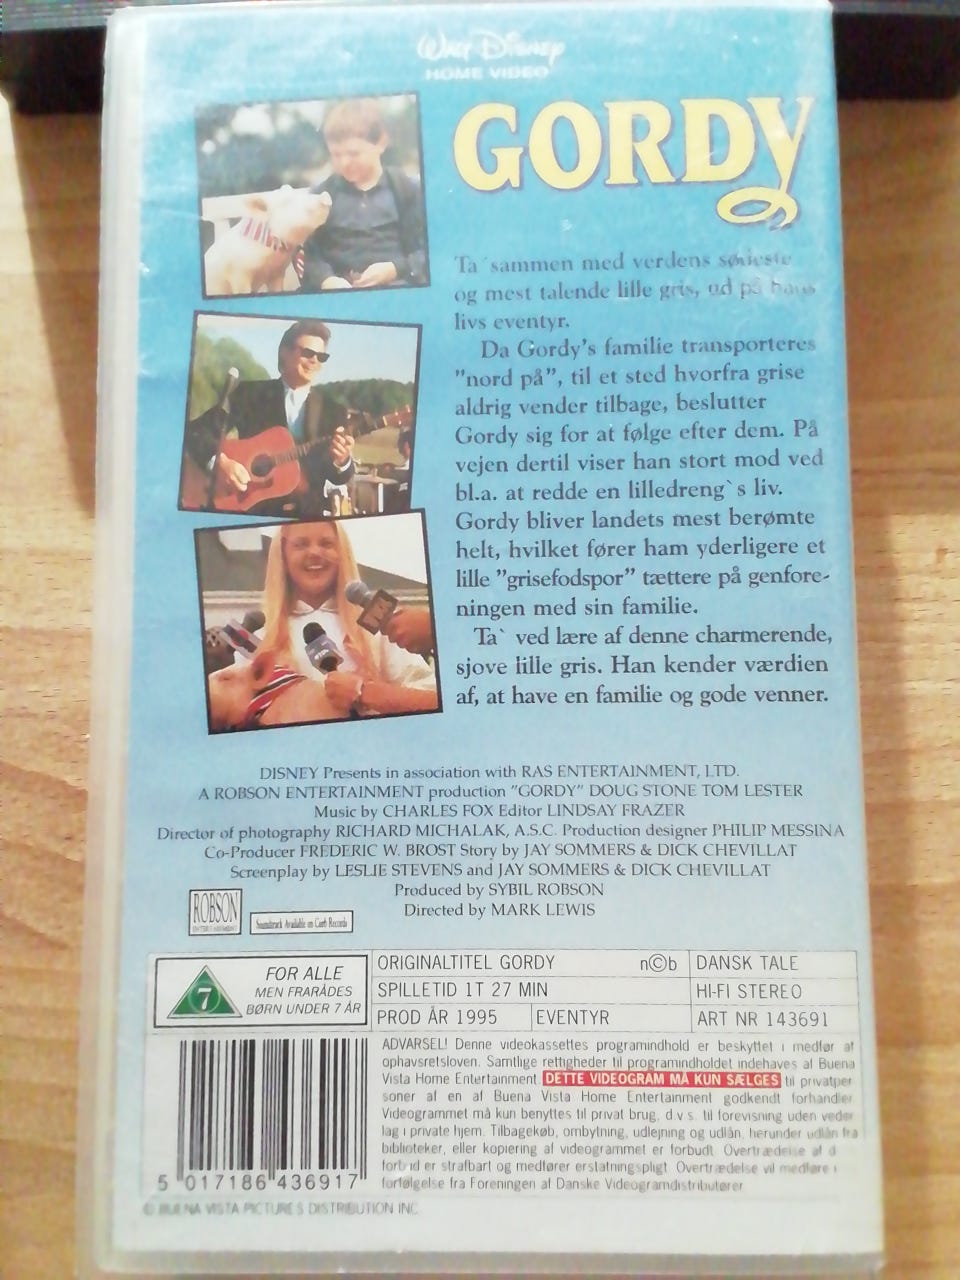 WALT DISNEY
HOME VIDEO
GORDY
Ta´sammen med verdens
og mest talende lille gris, ud på hans
livs eventyr.
Da Gordy's familie transporteres
"nord på", til et sted hvorfra grise
aldrig vender tilbage, beslutter
Gordy sig for at følge efter dem. På
vejen dertil viser han stort mod ved
bl.a. at redde en lilledreng`s liv.
Gordy bliver landets mest berømte
helt, hvilket fører ham yderligere et
lille "grisefodspor" tættere på genfore-
ningen med sin familie.
Ta` ved lære af denne charmerende,
sjove lille gris. Han kender værdien
af, at have en familie og gode venner.
DISNEY Presents in association with RAS ENTERTAINMENT, LTD.
A ROBSON ENTERTAINMENT production "GORDY" DOUG STONE TOM LESTER
Music by CHARLES FOX Editor LINDSAY FRAZER
Director of photography RICHARD MICHALAK, A.S.C. Production designer PHILIP MESSINA
Co-Producer FREDERIC W. BROST Story by JAY SOMMERS & DICK CHEVILLAT
Screenplay by LESLIE STEVENS and JAY SOMMERS & DICK CHEVILLAT
Produced by SYBIL ROBSON
Directed by MARK LEWIS
ROBSON
ENTERTAINMENT
Soundtrack Available on Curb Records
7
FOR ALLE
MEN FRARÅDES
BØRN UNDER 7 ÅR
ORIGINALTITEL GORDY n©b DANSK TALE
SPILLETID 1T 27 MIN HI-FI STEREO
PROD ÅR 1995 EVENTYR ART NR 143691
ADVARSEL! Denne videokassettes programindhold er beskyttet i medfør af
ophavsretsloven. Samtlige rettigheder til programindholdet indehaves af Buena
Vista Home Entertainment DETTE VIDEOGRAM MÅ KUN SÆLGES til privatper
soner af en af Buena Vista Home Entertainment godkendt forhandler.
Videogrammet må kun benyttes til privat brug, d.v.s. til forevisning uden veder
lag i private hjem. Tilbagekøb, ombytning, udlejning og udlån, herunder udlån fra
biblioteker, eller kopiering af videogrammet er forbudt. Overtrædelse af
forbud er strafbart og medfører erstatningspligt. Overtrædelse vil medføre
forfølgelse fra Foreningen af Danske Videogramdistributører
5 017186 436917
© BUENA VISTA PICTURES DISTRIBUTION INC.